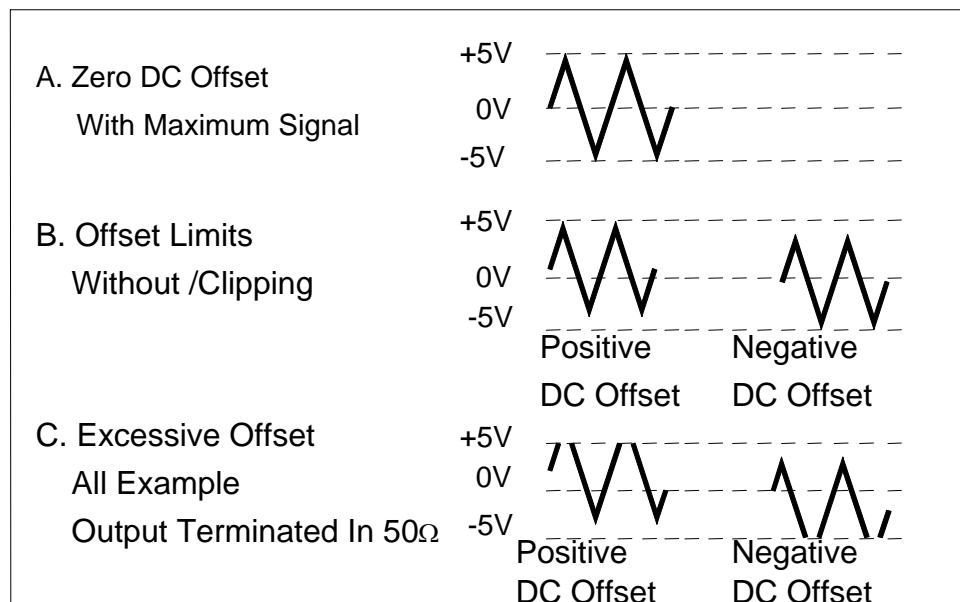 A. Zero DC Offset
With Maximum Signal
+5V
0V
-5V
B. Offset Limits
Without /Clipping
+5V
0V
-5V
Positive
DC Offset
Negative
DC Offset
C. Excessive Offset
All Example
Output Terminated In 50Ω
+5V
0V
-5V
Positive
DC Offset
Negative
DC Offset